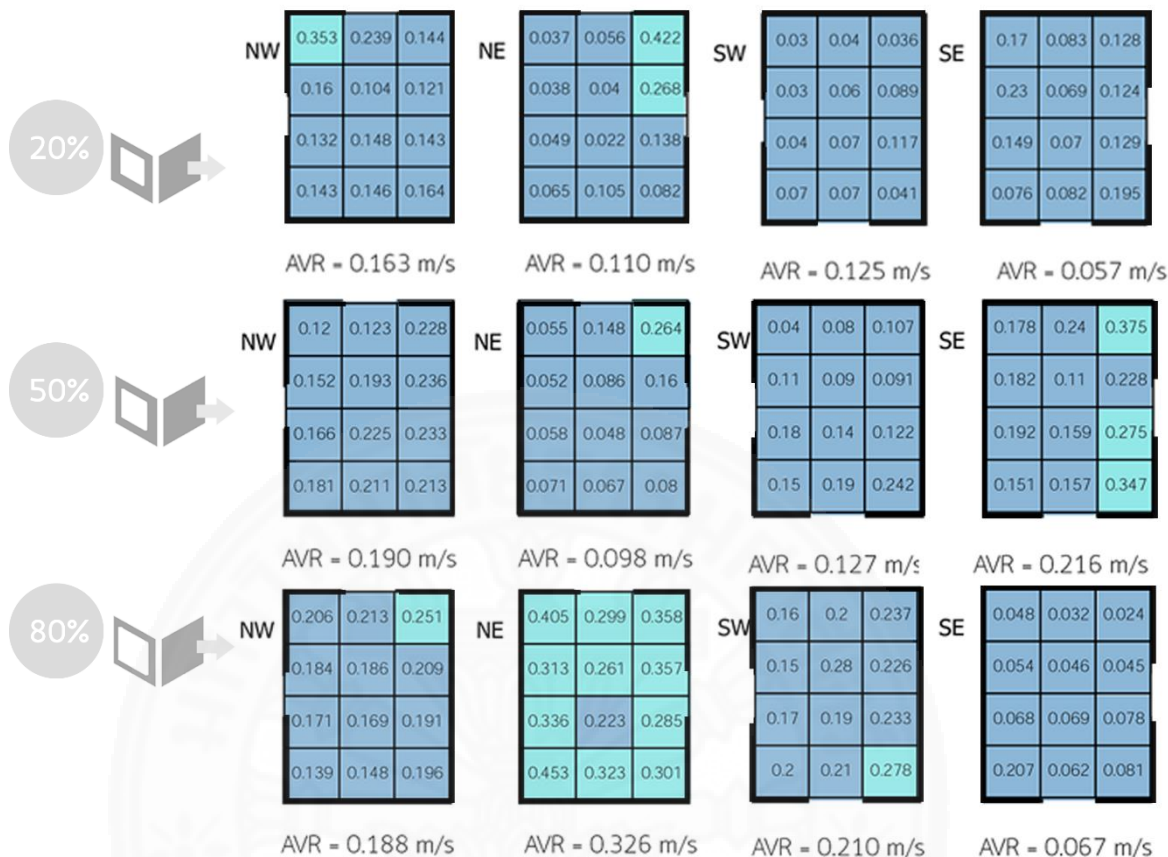 0.353 0.239 0.144 0.037 0.056 0.422 0.03 0.04 0.036 0.17 0.083 0.128
NW NE SW SE
0.16 0.104 0.121 0.038 0.04 0.268 0.03 0.06 0.089 0.23 0.069 0.124
20% 0.132 0.148 0.143 0.049 0.022 0.138 0.04 0.07 0.117 0.149 0.07 0.129
0.143 0.146 0.164 0.065 0.105 0.082 0.07 0.07 0.041 0.076 0.082 0.195
AVR = 0.163 m/s AVR = 0.110 m/s AVR = 0.125 m/s AVR = 0.057 m/s
0.12 0.123 0.228 0.055 0.148 0.264 0.04 0.08 0.107 0.178 0.24 0.375
NW NE SW SE
50% 0.152 0.193 0.236 0.052 0.086 0.16 0.11 0.09 0.091 0.182 0.11 0.228
0.166 0.225 0.233 0.058 0.048 0.087 0.18 0.14 0.122 0.192 0.159 0.275
0.181 0.211 0.213 0.071 0.067 0.08 0.15 0.19 0.242 0.151 0.157 0.347
AVR = 0.190 m/s AVR = 0.098 m/s AVR = 0.127 m/s AVR = 0.216 m/s
0.206 0.213 0.251 0.405 0.299 0.358 0.16 0.2 0.237 0.048 0.032 0.024
80% NW NE SW SE
0.184 0.186 0.209 0.313 0.261 0.357 0.15 0.28 0.226 0.054 0.046 0.045
0.171 0.169 0.191 0.336 0.223 0.285 0.17 0.19 0.233 0.068 0.069 0.078
0.139 0.148 0.196 0.453 0.323 0.301 0.2 0.21 0.278 0.207 0.062 0.081
AVR = 0.188 m/s AVR = 0.326 m/s AVR = 0.210 m/s AVR = 0.067 m/s